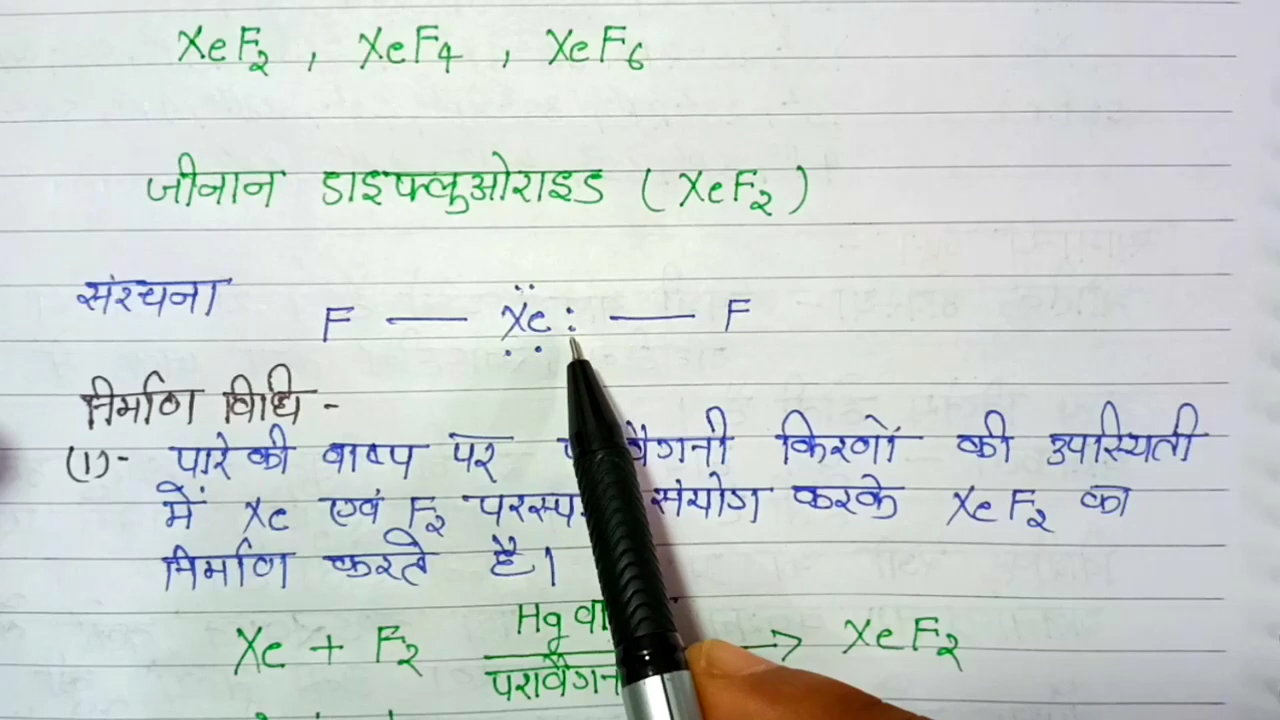 XeF₂ , XeF₄ , XeF₆
जीनान डाइफ्लुओराइड ( XeF₂ )
संरचना F — Xe: — F
निर्माण विधि -
(1)- पारे की वाष्प पर किरणों की उपस्थिती
में Xe एवं F₂ संयोग करके XeF₂ का
निर्माण करते है।
Xe + F₂ Hg → XeF₂